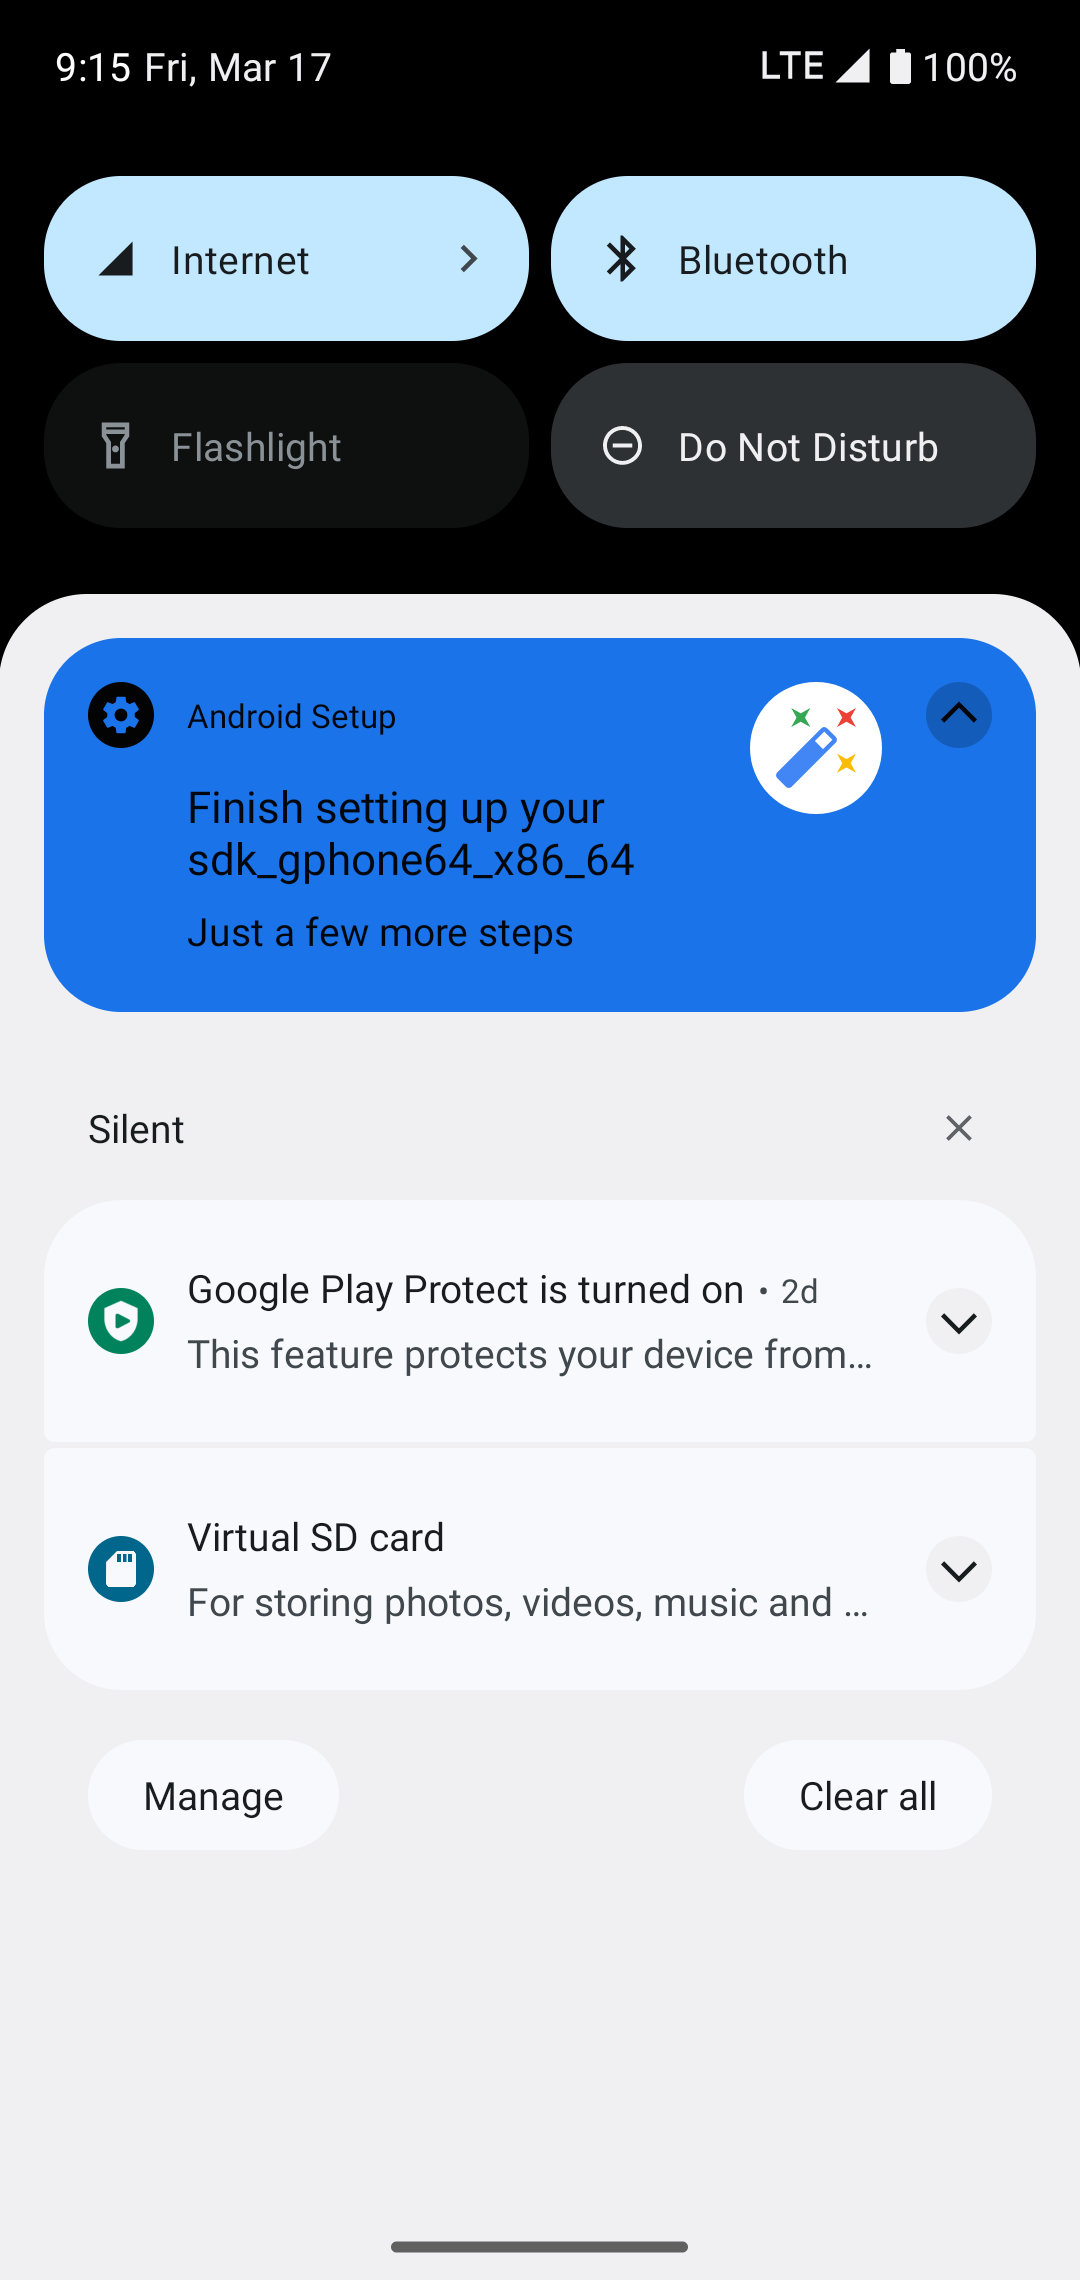 9:15 Fri, Mar 17
LTE 100%
Internet
Bluetooth
Flashlight
Do Not Disturb
Android Setup
Finish setting up your
sdk_gphone64_x86_64
Just a few more steps
Silent
Google Play Protect is turned on • 2d
This feature protects your device from…
Virtual SD card
For storing photos, videos, music and …
Manage
Clear all